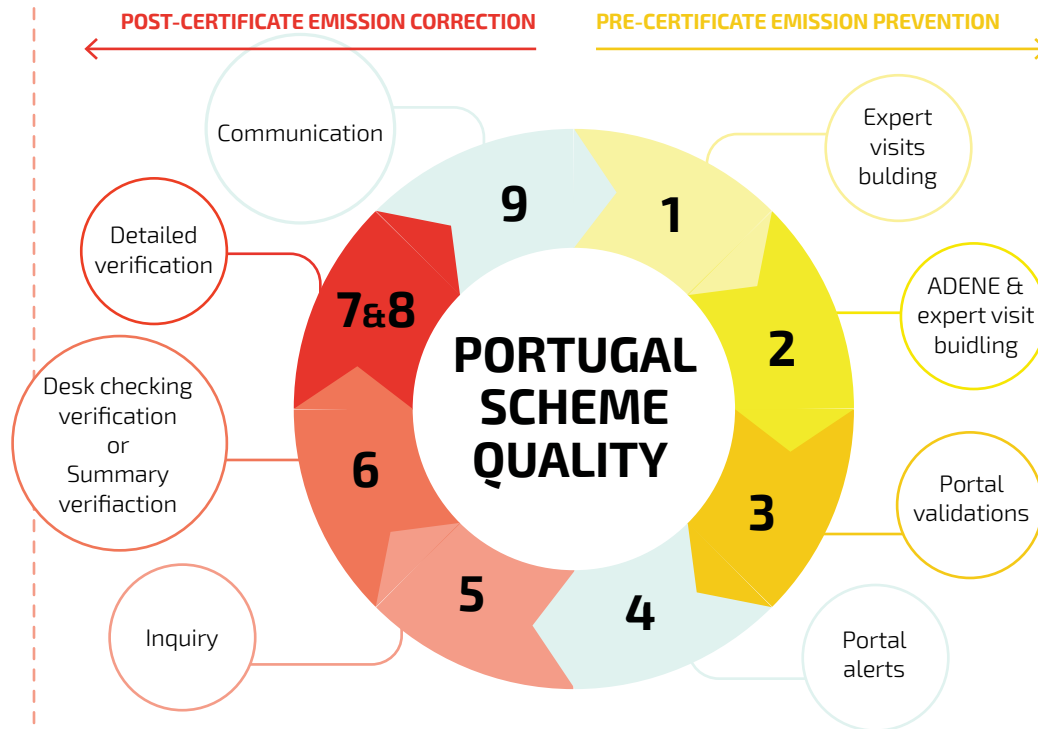 POST-CERTIFICATE EMISSION CORRECTION
PRE-CERTIFICATE EMISSION PREVENTION
Communication
Expert
visits
bulding
Detailed
verification
ADENE &
expert visit
buidling
Desk checking
verification
or
Summary
verifiaction
Portal
validations
Inquiry
Portal
alerts
9
1
7&8
2
6
3
5
4
PORTUGAL
SCHEME
QUALITY